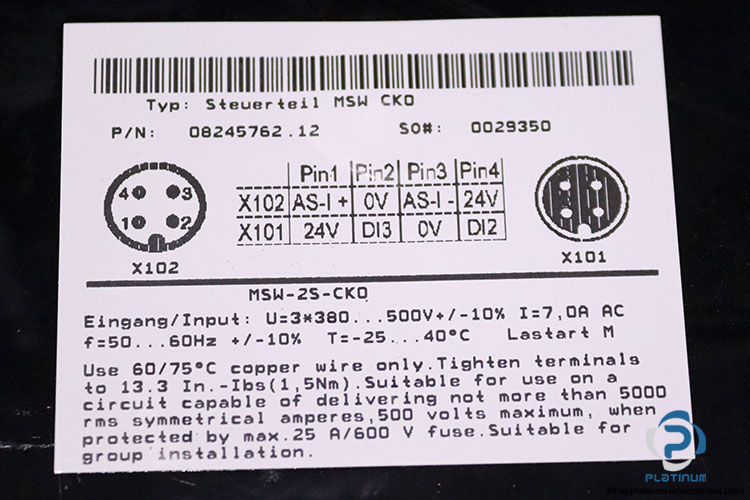 Typ: Steuerteil MSW CKO
P/N: 08245762.12 SO#: 0029350
Pin1 Pin2 Pin3 Pin4
X102 AS-I + 0V AS-I - 24V
X101 24V DI3 0V DI2
4 3
1 2
X102
X101
MSW-2S-CKO
Eingang/Input: U=3*380...500V+/-10% I=7,0A AC
f=50...60Hz +/-10% T=-25...40°C Lastart M
Use 60/75°C copper wire only.Tighten terminals
to 13.3 In.-Ibs(1,5Nm).Suitable for use on a
circuit capable of delivering not more than 5000
rms symmetrical amperes,500 volts maximum, when
protected by max.25 A/600 V fuse.Suitable for
group installation.
PLATINUM